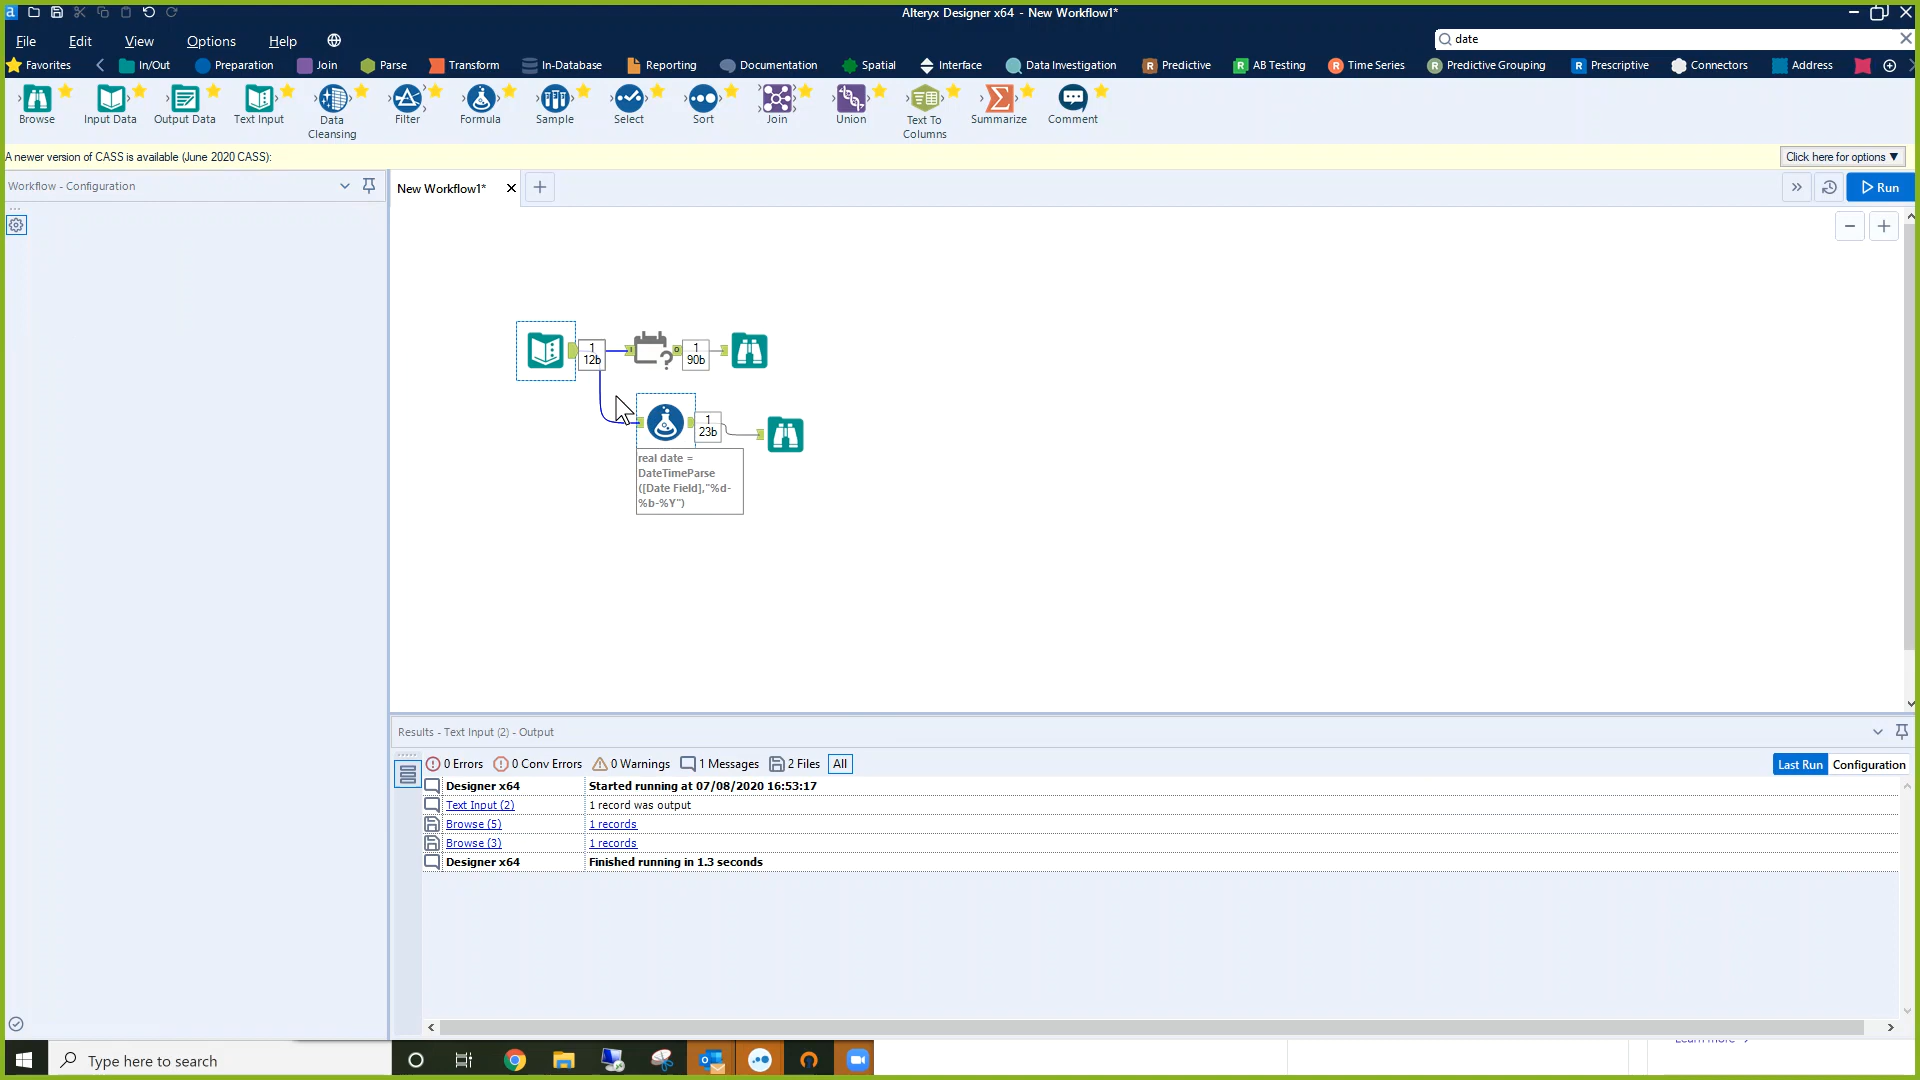 Alteryx Designer x64 - New Workflow1*
File Edit View Options Help
date
Favorites In/Out Preparation Join Parse Transform In-Database Reporting Documentation Spatial Interface Data Investigation Predictive AB Testing Time Series Predictive Grouping Prescriptive Connectors Address
Browse Input Data Output Data Text Input Data Cleansing Filter Formula Sample Select Sort Join Union Text To Columns Summarize Comment
A newer version of CASS is available (June 2020 CASS):
Click here for options ▼
Workflow - Configuration
New Workflow1*
Run
1
12b
1
90b
1
23b
real date =
DateTimeParse
([Date Field],"%d-
%b-%Y")
Results - Text Input (2) - Output
0 Errors 0 Conv Errors 0 Warnings 1 Messages 2 Files All
Last Run Configuration
Designer x64 Started running at 07/08/2020 16:53:17
Text Input (2) 1 record was output
Browse (5) 1 records
Browse (3) 1 records
Designer x64 Finished running in 1.3 seconds
Type here to search